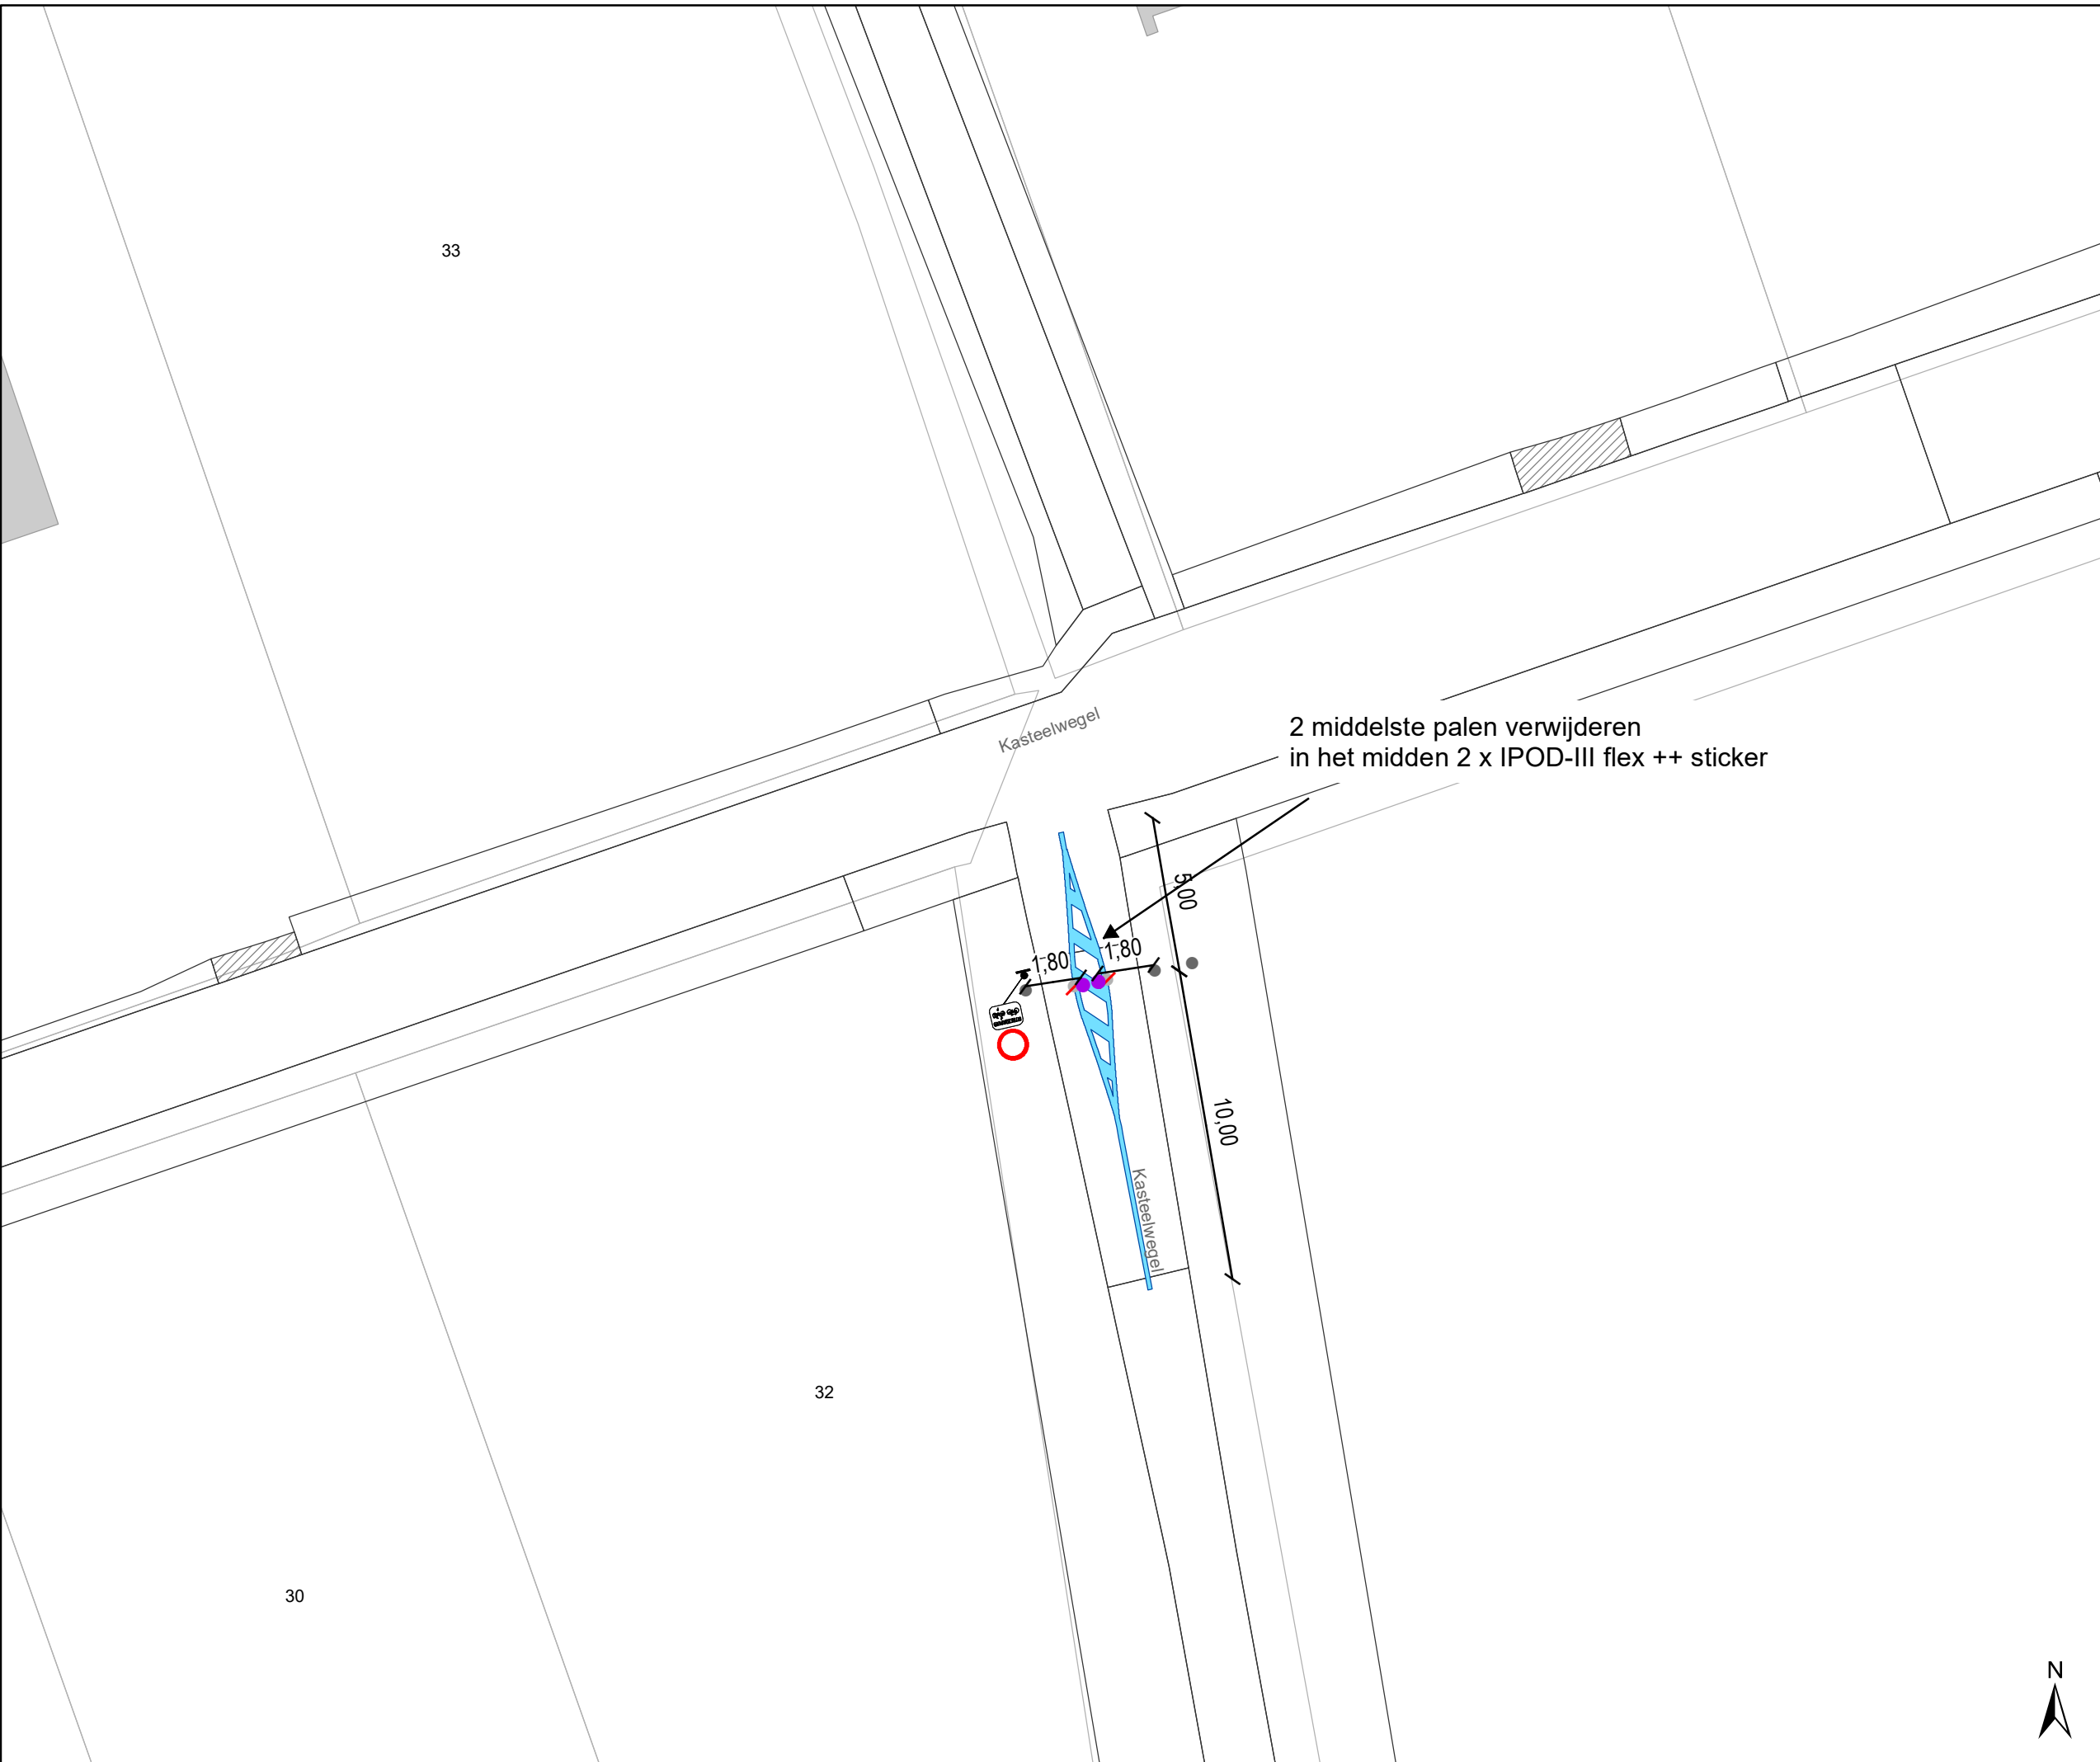 33
Kasteelwegel
2 middelste palen verwijderen
in het midden 2 x IPOD-III flex ++ sticker
5,00
1,80
1,80
10,00
Kasteelwegel
32
30
N